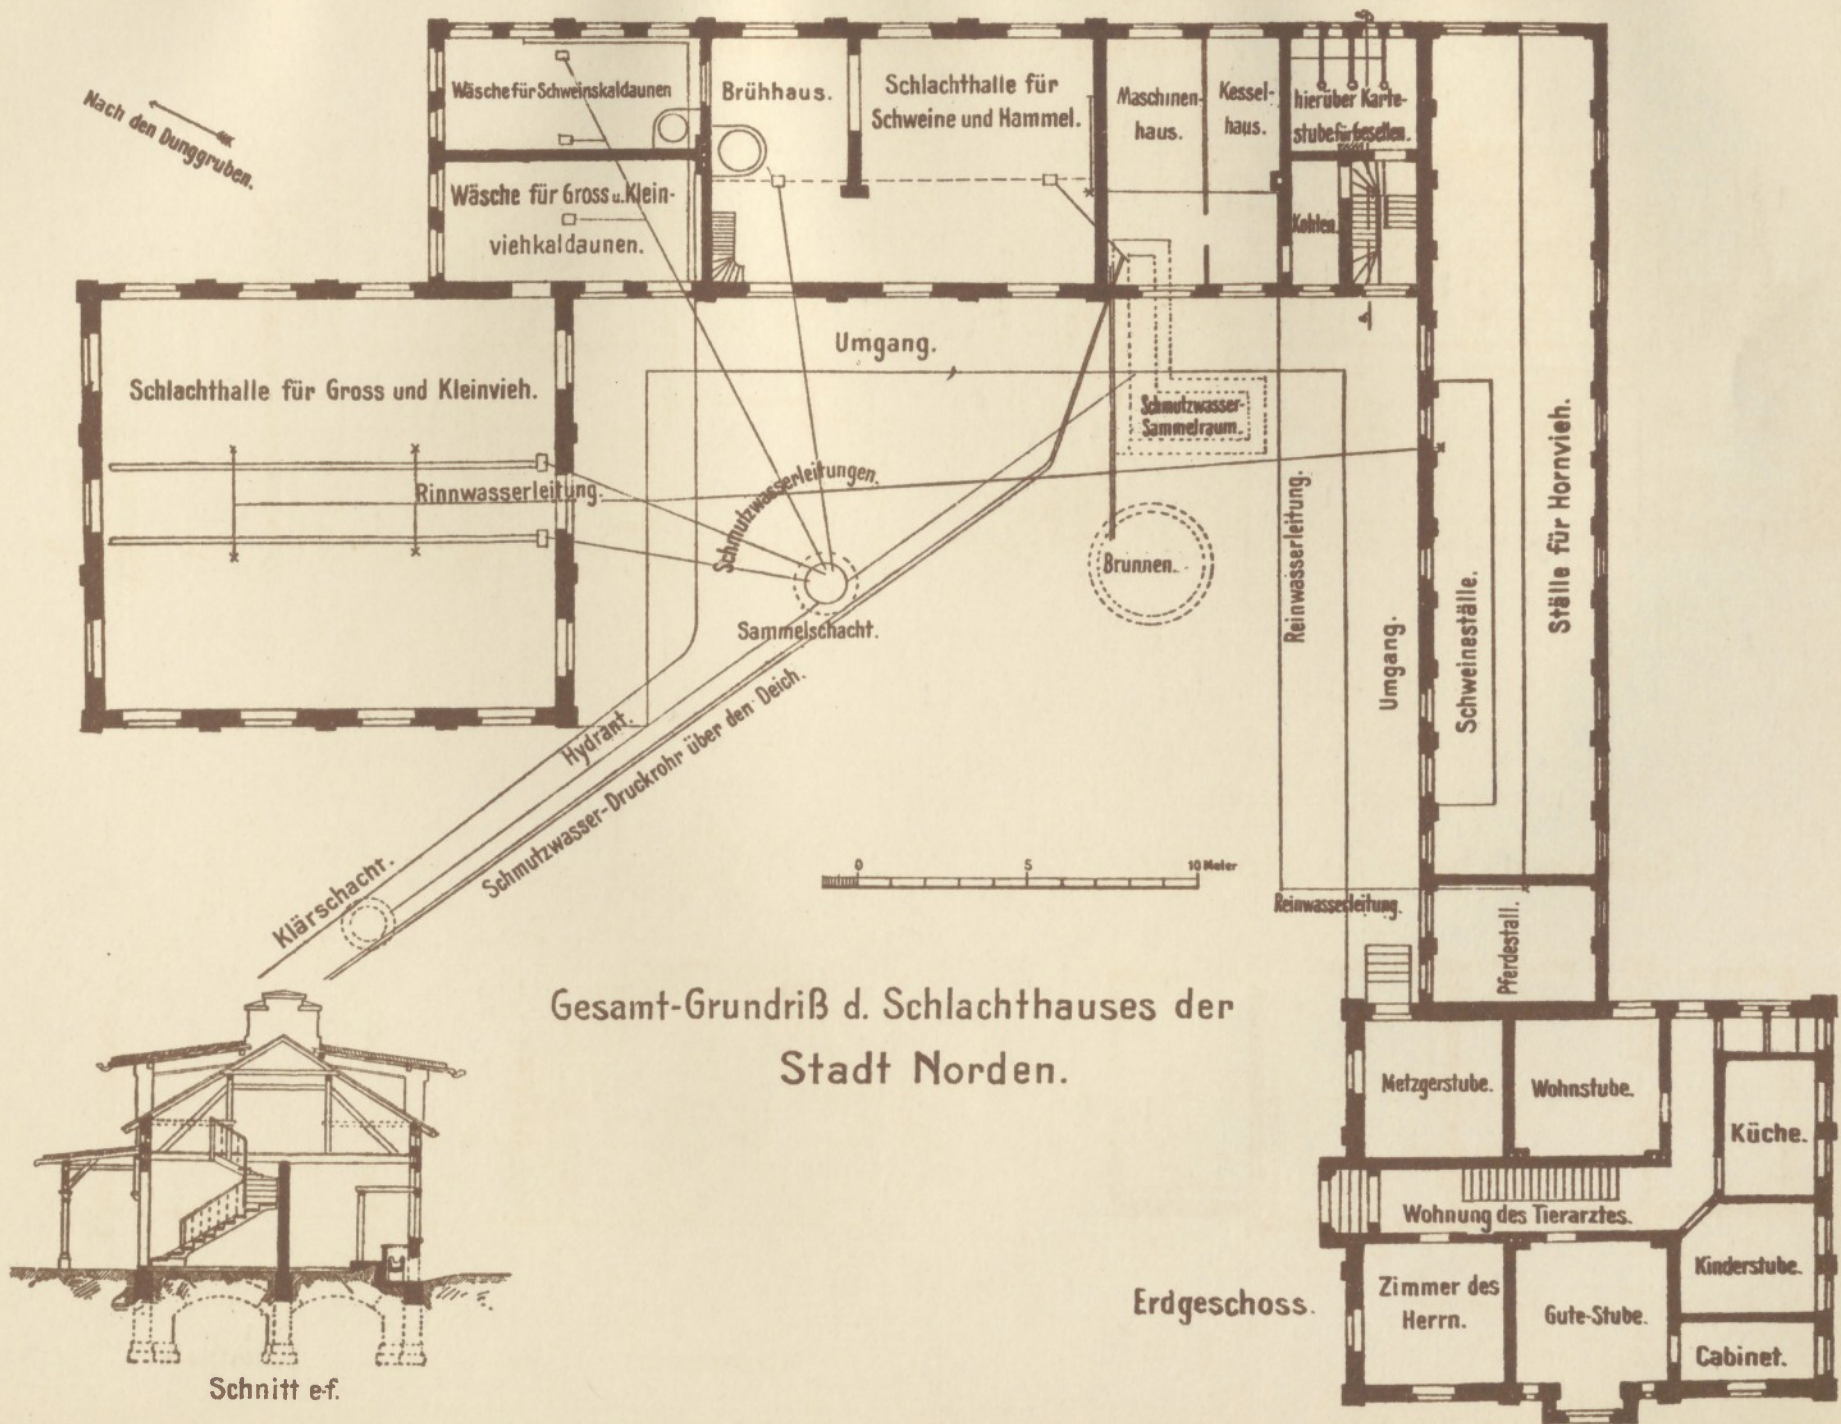 Nach den Dunggruben.
Wäsche für Schweinskaldaunen
Brühhaus.
Schlachthalle für
Schweine und Hammel.
Maschinen-
haus.
Kessel-
haus.
hierüber Karte-
stube für Gesellen.
Wäsche für Gross u. Klein-
viehkaldaunen.
Kohlen.
Umgang.
Schlachthalle für Gross und Kleinvieh.
Schmutzwasser-
Sammelraum.
Rinnwasserleitung.
Schmutzwasserleitungen.
Brunnen.
Reinwasserleitung.
Umgang.
Schweineställe.
Ställe für Hornvieh.
Sammelschacht.
Hydrant.
Schmutzwasser-Druckrohr über den Deich.
Klärschacht.
0 5 10 Meter
Reinwasserleitung.
Pferdestall.
Gesamt-Grundriß d. Schlachthauses der
Stadt Norden.
Metzgerstube.
Wohnstube.
Küche.
Wohnung des Tierarztes.
Kinderstube.
Zimmer des
Herrn.
Gute-Stube.
Cabinet.
Erdgeschoss.
Schnitt e-f.